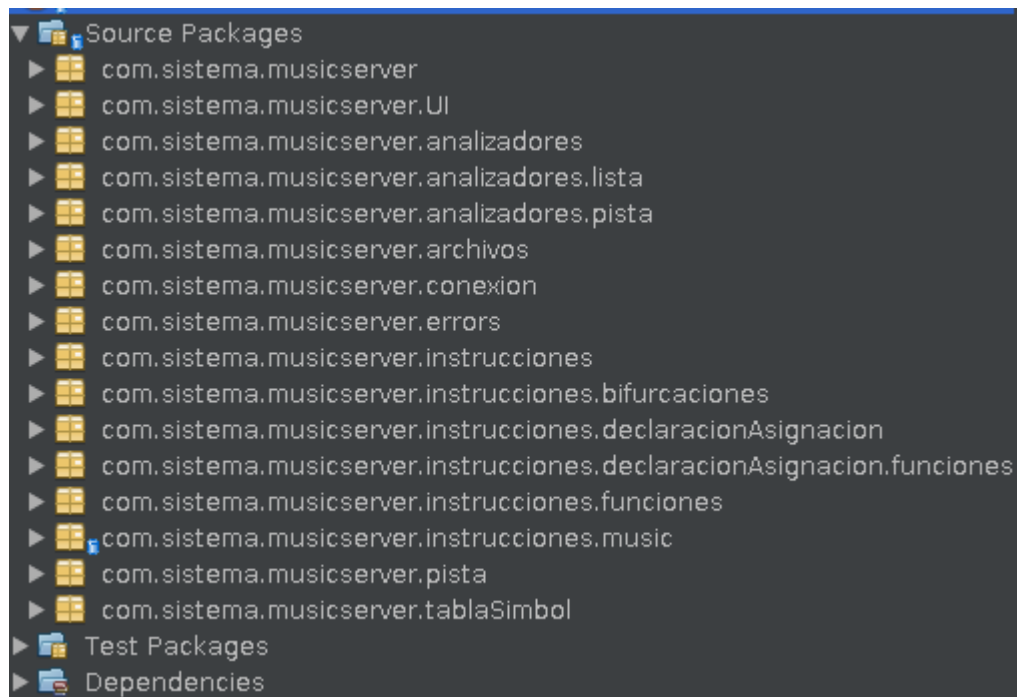 Source Packages
com.sistema.musicserver
com.sistema.musicserver.UI
com.sistema.musicserver.analizadores
com.sistema.musicserver.analizadores.lista
com.sistema.musicserver.analizadores.pista
com.sistema.musicserver.archivos
com.sistema.musicserver.conexion
com.sistema.musicserver.errors
com.sistema.musicserver.instrucciones
com.sistema.musicserver.instrucciones.bifurcaciones
com.sistema.musicserver.instrucciones.declaracionAsignacion
com.sistema.musicserver.instrucciones.declaracionAsignacion.funciones
com.sistema.musicserver.instrucciones.funciones
com.sistema.musicserver.instrucciones.music
com.sistema.musicserver.pista
com.sistema.musicserver.tablaSimbol
Test Packages
Dependencies